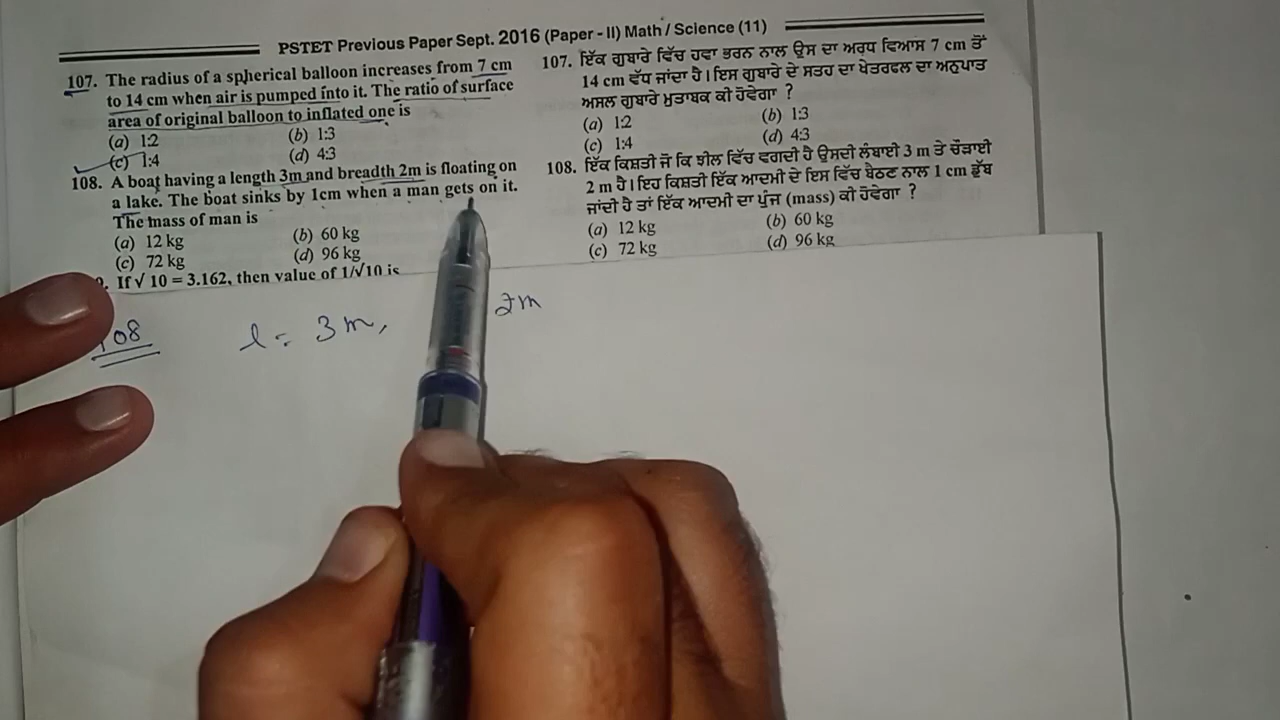 PSTET Previous Paper Sept. 2016 (Paper - II) Math / Science (11)
107. The radius of a spherical balloon increases from 7 cm
to 14 cm when air is pumped into it. The ratio of surface
area of original balloon to inflated one is
(a) 1:2 (b) 1:3
(c) 1:4 (d) 4:3
108. A boat having a length 3m and breadth 2m is floating on
a lake. The boat sinks by 1cm when a man gets on it.
The mass of man is
(a) 12 kg (b) 60 kg
(c) 72 kg (d) 96 kg
9. If √ 10 = 3.162, then value of 1/√10 is
107. ਇੱਕ ਗੁਬਾਰੇ ਵਿੱਚ ਹਵਾ ਭਰਨ ਨਾਲ ਉਸ ਦਾ ਅਰਧ ਵਿਆਸ 7 cm ਤੋਂ
14 cm ਵੱਧ ਜਾਂਦਾ ਹੈ। ਇਸ ਗੁਬਾਰੇ ਦੇ ਸਤਹ ਦਾ ਖੇਤਰਫਲ ਦਾ ਅਨੁਪਾਤ
ਅਸਲ ਗੁਬਾਰੇ ਮੁਤਾਬਕ ਕੀ ਹੋਵੇਗਾ ?
(a) 1:2 (b) 1:3
(c) 1:4 (d) 4:3
108. ਇੱਕ ਕਿਸ਼ਤੀ ਜੋ ਕਿ ਝੀਲ ਵਿੱਚ ਵਗਦੀ ਹੈ ਉਸਦੀ ਲੰਬਾਈ 3 m ਤੇ ਚੌੜਾਈ
2 m ਹੈ। ਇਹ ਕਿਸ਼ਤੀ ਇੱਕ ਆਦਮੀ ਦੇ ਇਸ ਵਿੱਚ ਬੈਠਣ ਨਾਲ 1 cm ਡੁੱਬ
ਜਾਂਦੀ ਹੈ ਤਾਂ ਇੱਕ ਆਦਮੀ ਦਾ ਪੁੰਜ (mass) ਕੀ ਹੋਵੇਗਾ ?
(a) 12 kg (b) 60 kg
(c) 72 kg (d) 96 kg
108 l = 3m, 2m